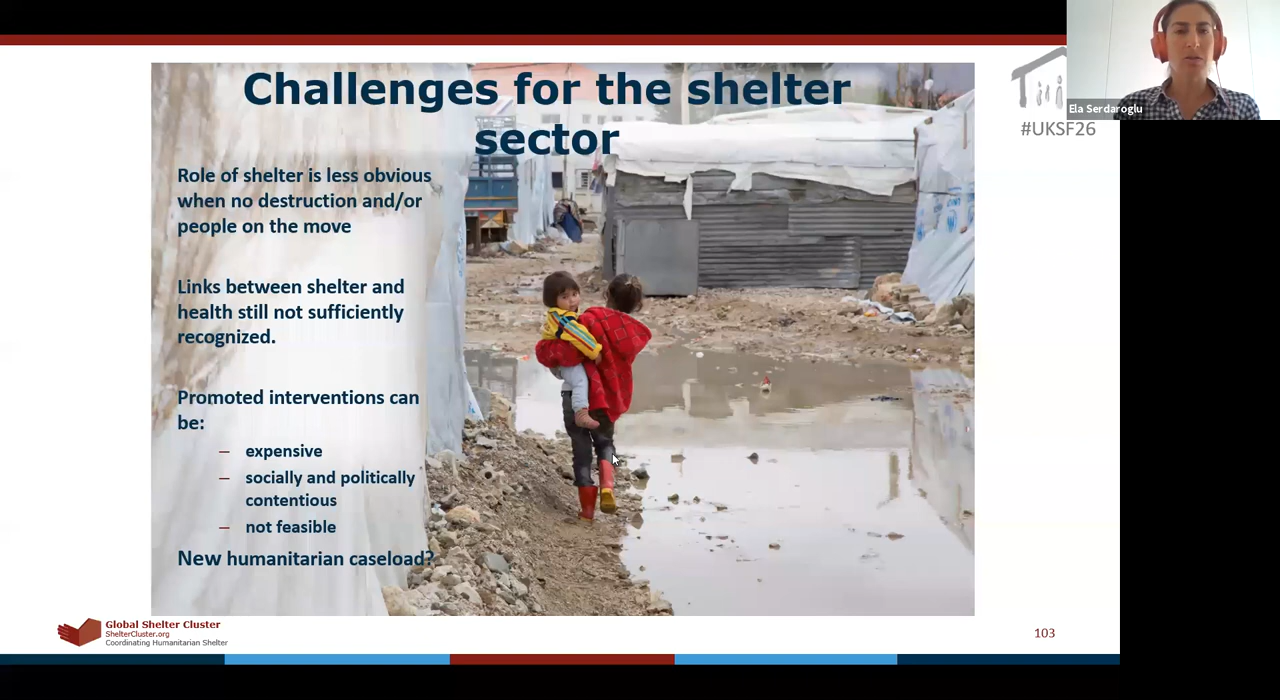 Challenges for the shelter
sector
Role of shelter is less obvious
when no destruction and/or
people on the move
Links between shelter and
health still not sufficiently
recognized.
Promoted interventions can
be:
– expensive
– socially and politically
contentious
– not feasible
New humanitarian caseload?
Ela Serdaroglu
#UKSF26
Global Shelter Cluster
ShelterCluster.org
Coordinating Humanitarian Shelter
103